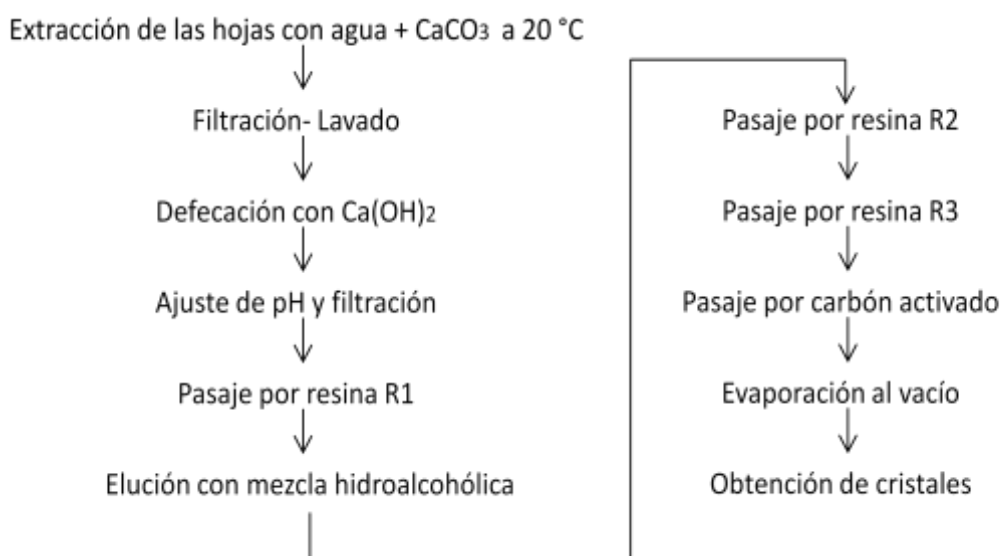 Extracción de las hojas con agua + CaCO3 a 20 °C
Filtración- Lavado
Defecación con Ca(OH)2
Ajuste de pH y filtración
Pasaje por resina R1
Elución con mezcla hidroalcohólica
Pasaje por resina R2
Pasaje por resina R3
Pasaje por carbón activado
Evaporación al vacío
Obtención de cristales